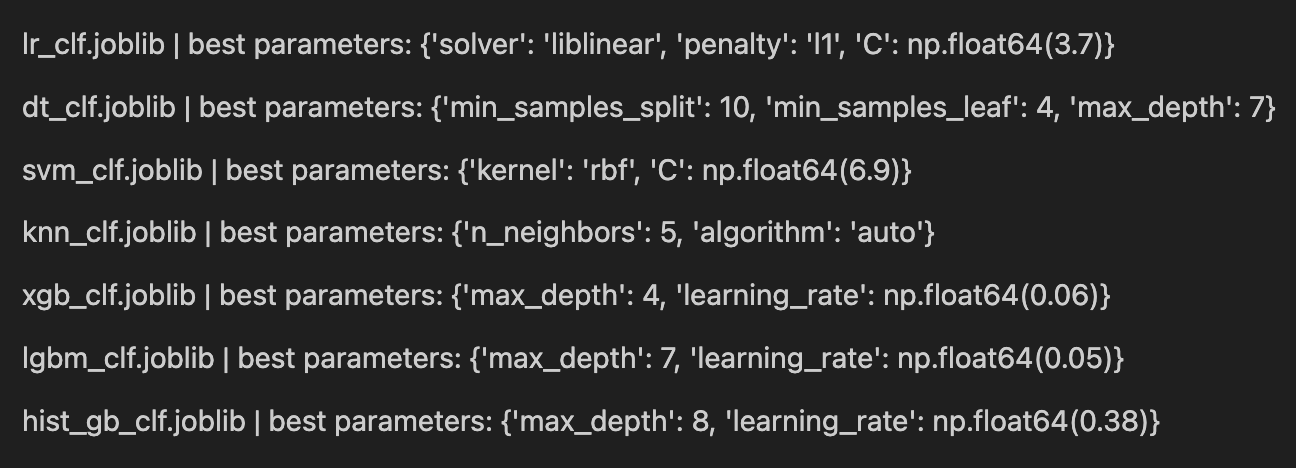 lr_clf.joblib | best parameters: {'solver': 'liblinear', 'penalty': 'l1', 'C': np.float64(3.7)}
dt_clf.joblib | best parameters: {'min_samples_split': 10, 'min_samples_leaf': 4, 'max_depth': 7}
svm_clf.joblib | best parameters: {'kernel': 'rbf', 'C': np.float64(6.9)}
knn_clf.joblib | best parameters: {'n_neighbors': 5, 'algorithm': 'auto'}
xgb_clf.joblib | best parameters: {'max_depth': 4, 'learning_rate': np.float64(0.06)}
lgbm_clf.joblib | best parameters: {'max_depth': 7, 'learning_rate': np.float64(0.05)}
hist_gb_clf.joblib | best parameters: {'max_depth': 8, 'learning_rate': np.float64(0.38)}